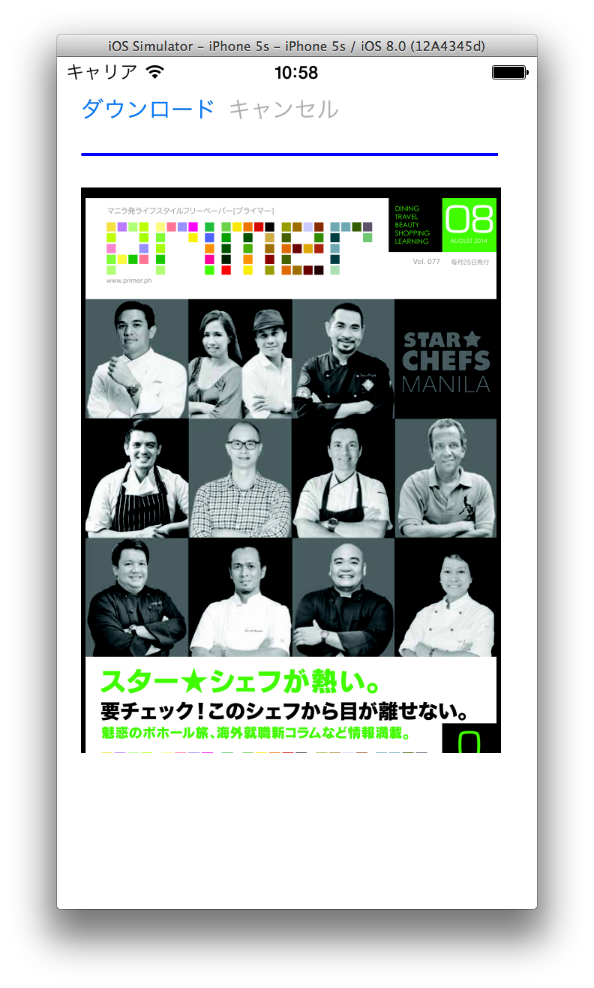 iOS Simulator - iPhone 5s - iPhone 5s / iOS 8.0 (12A4345d)
キャリア 10:58
ダウンロード キャンセル
マニラ発ライフスタイルフリーペーパー[プライマー]
primer
www.primer.ph
DINING
TRAVEL
BEAUTY
SHOPPING
LEARNING
08
AUGUST 2014
Vol. 077 毎月25日発行
STAR★
CHEFS
MANILA
スター★シェフが熱い。
要チェック！このシェフから目が離せない。
魅惑のボホール旅、海外就職新コラムなど情報満載。
0